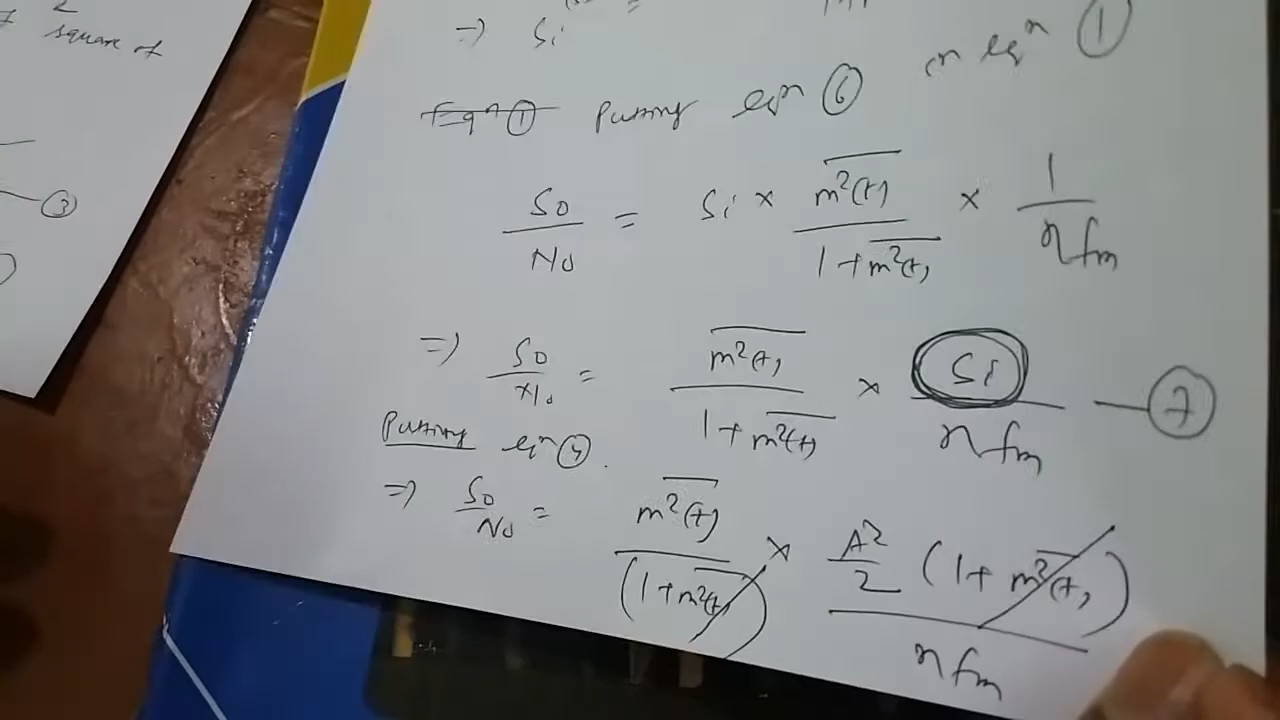 2
square of
③
⇒ Si
Eqn ① Putting eqn ⑥ in eqn ①
So/No = Si × m²(t)‾ / (1 + m²(t)‾) × 1 / ηfm
⇒ So/No = m²(t)‾ / (1 + m²(t)‾) × Si / ηfm — ⑦
Putting eqn ④.
⇒ So/No = m²(t)‾ / (1 + m²(t)‾) × A²/2 (1 + m²(t)‾) / ηfm